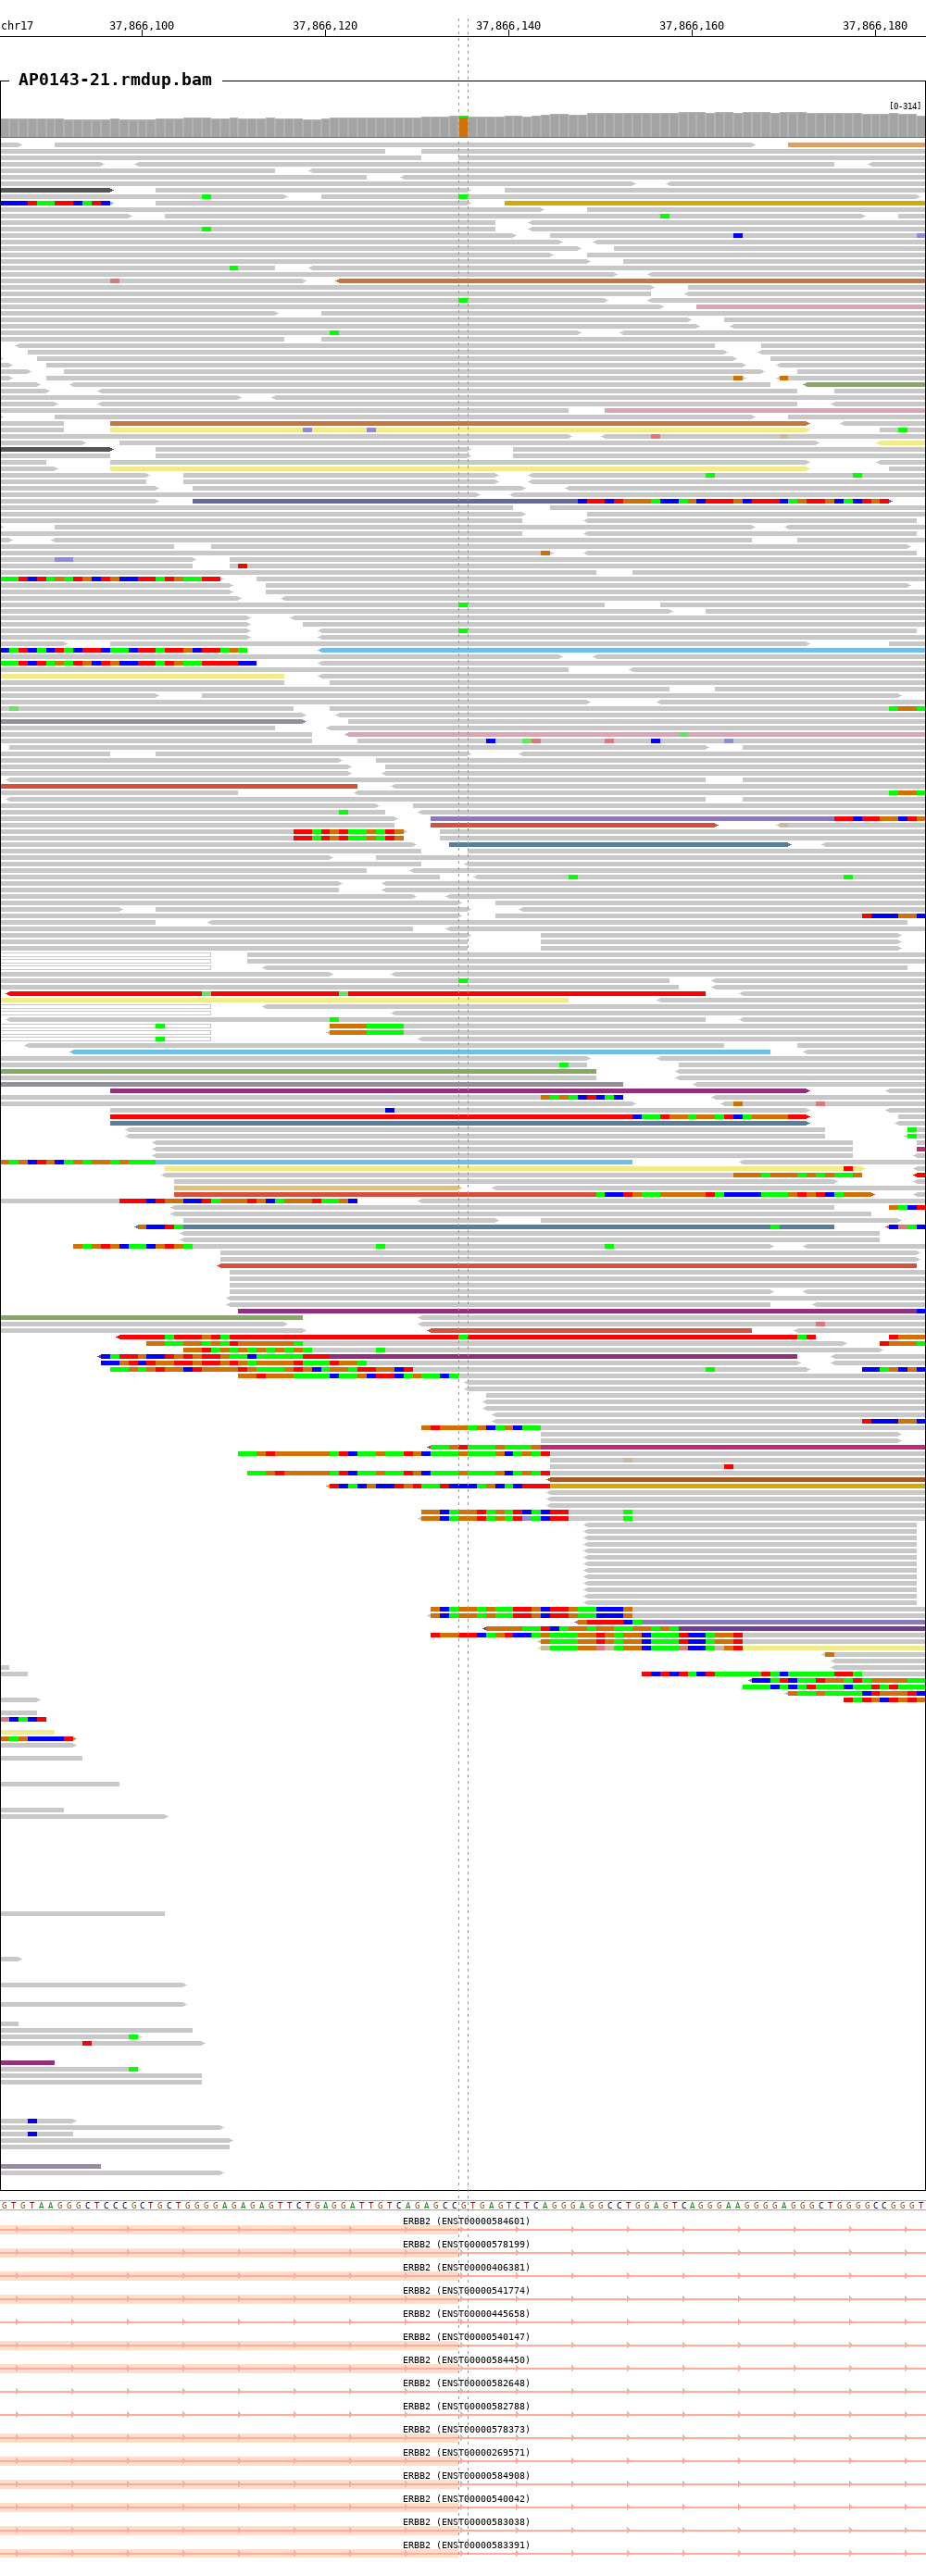 chr17 37,866,100 37,866,120 37,866,140 37,866,160 37,866,180
AP0143-21.rmdup.bam
[0-314]
GTGTAAGGGCTCCCGCTGCTGGGGAGAGAGTTCTGAGGATTGTCAGAGCCGTGAGTCTCAGGGAGGCCTGGAGTCAGGGAAGGGGAGGGCTGGGGCCGGGT
ERBB2 (ENST00000584601)
ERBB2 (ENST00000578199)
ERBB2 (ENST00000406381)
ERBB2 (ENST00000541774)
ERBB2 (ENST00000445658)
ERBB2 (ENST00000540147)
ERBB2 (ENST00000584450)
ERBB2 (ENST00000582648)
ERBB2 (ENST00000582788)
ERBB2 (ENST00000578373)
ERBB2 (ENST00000269571)
ERBB2 (ENST00000584908)
ERBB2 (ENST00000540042)
ERBB2 (ENST00000583038)
ERBB2 (ENST00000583391)